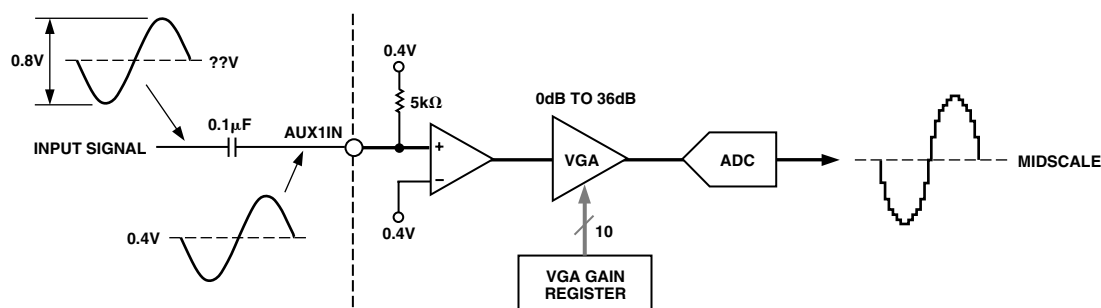 0.8V
??V
0.4V
5kΩ
0dB TO 36dB
0.1μF
AUX1IN
INPUT SIGNAL
+
–
VGA
ADC
MIDSCALE
0.4V
0.4V
10
VGA GAIN
REGISTER